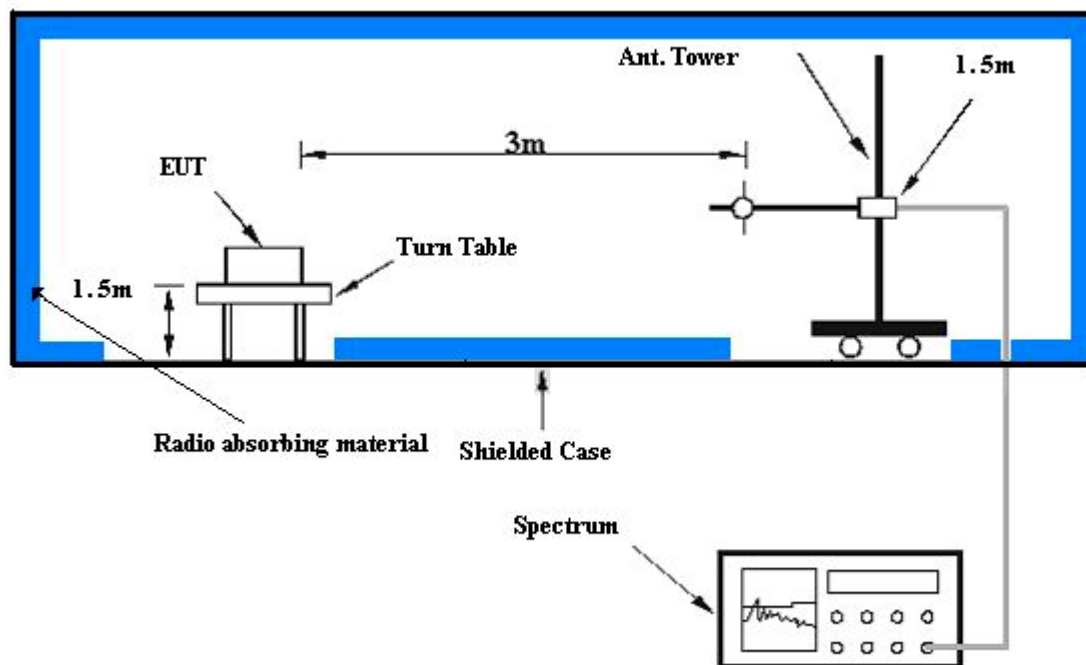 Ant. Tower
1.5m
3m
EUT
Turn Table
1.5m
Radio absorbing material
Shielded Case
Spectrum